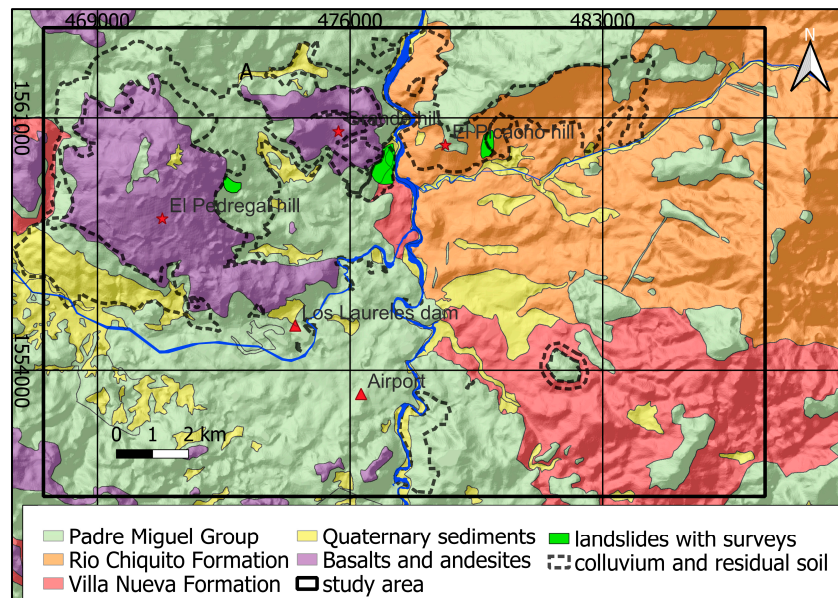 469000 476000 483000
N
A
1561000
Grande hill
El Picacho hill
El Pedregal hill
Los Laureles dam
1554000
Airport
0 1 2 km
Padre Miguel Group
Quaternary sediments
landslides with surveys
Rio Chiquito Formation
Basalts and andesites
colluvium and residual soil
Villa Nueva Formation
study area